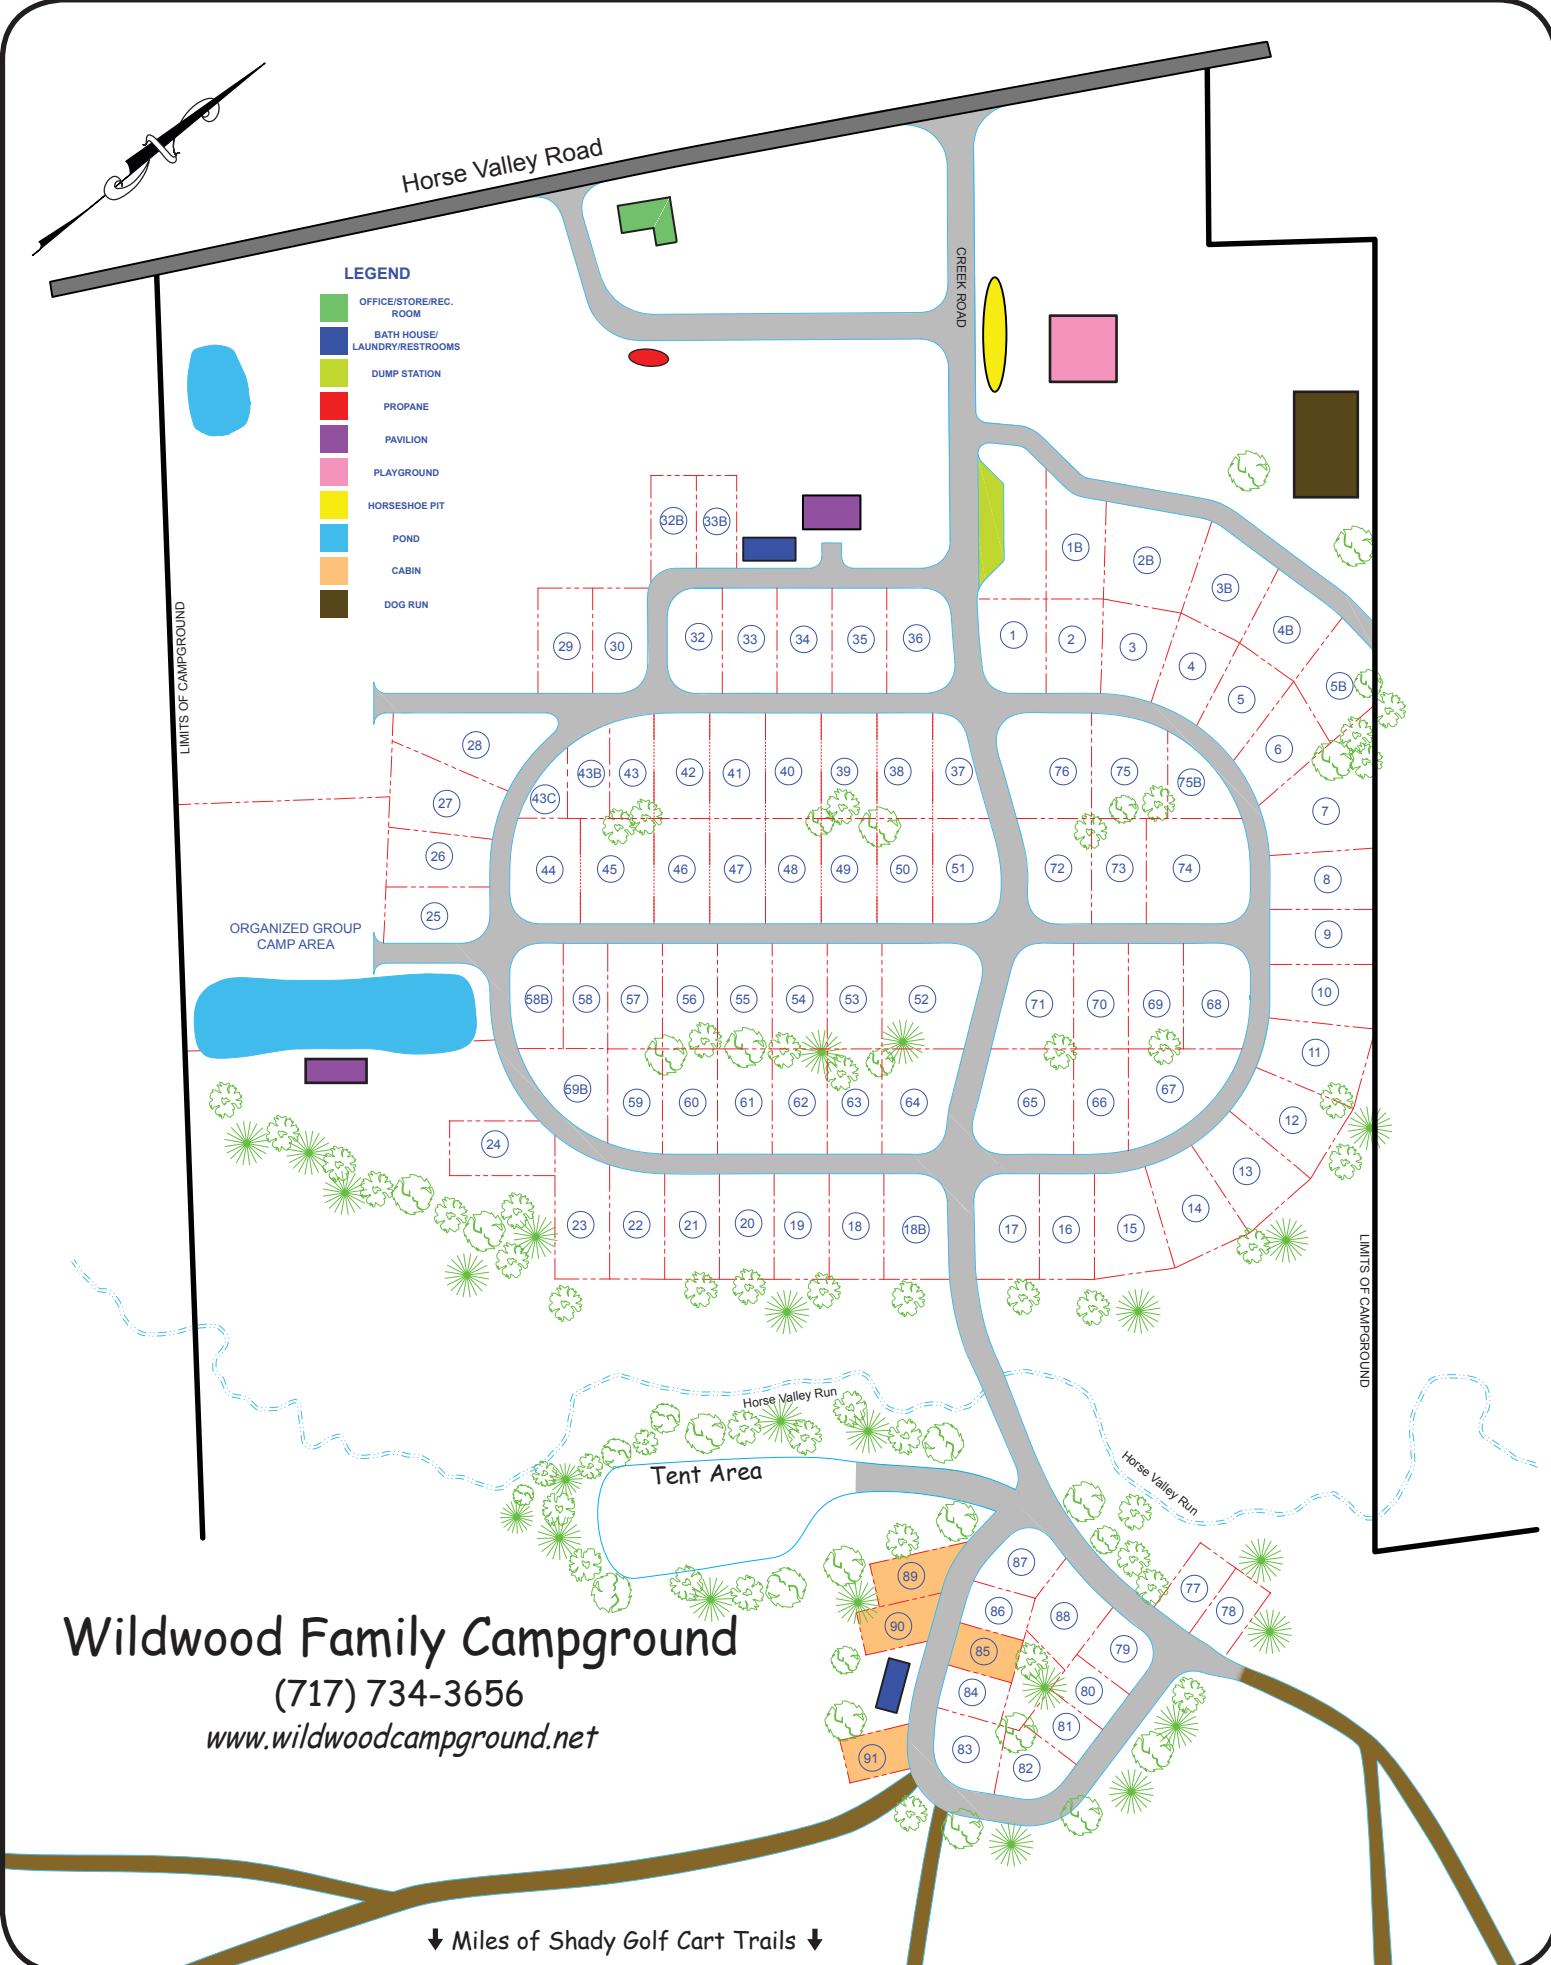 Horse Valley Road
CREEK ROAD
LEGEND
OFFICE/STORE/REC.
ROOM
BATH HOUSE/
LAUNDRY/RESTROOMS
DUMP STATION
PROPANE
PAVILION
PLAYGROUND
HORSESHOE PIT
POND
CABIN
DOG RUN
LIMITS OF CAMPGROUND
32B 33B
1B 2B 3B 4B 5B
29 30 32 33 34 35 36
1 2 3 4 5 6
28 43C 43B 43 42 41 40 39 38 37 76 75 75B 7
27
26 44 45 46 47 48 49 50 51 72 73 74 8
25 9
ORGANIZED GROUP
CAMP AREA
58B 58 57 56 55 54 53 52 71 70 69 68 10
11
59B 59 60 61 62 63 64 65 66 67 12
24 13
23 22 21 20 19 18 18B 17 16 15 14
LIMITS OF CAMPGROUND
Horse Valley Run
Tent Area
Horse Valley Run
89 87 77
90 86 88 78
85 79
84 80
91 83 81
82
Wildwood Family Campground
(717) 734-3656
www.wildwoodcampground.net
Miles of Shady Golf Cart Trails